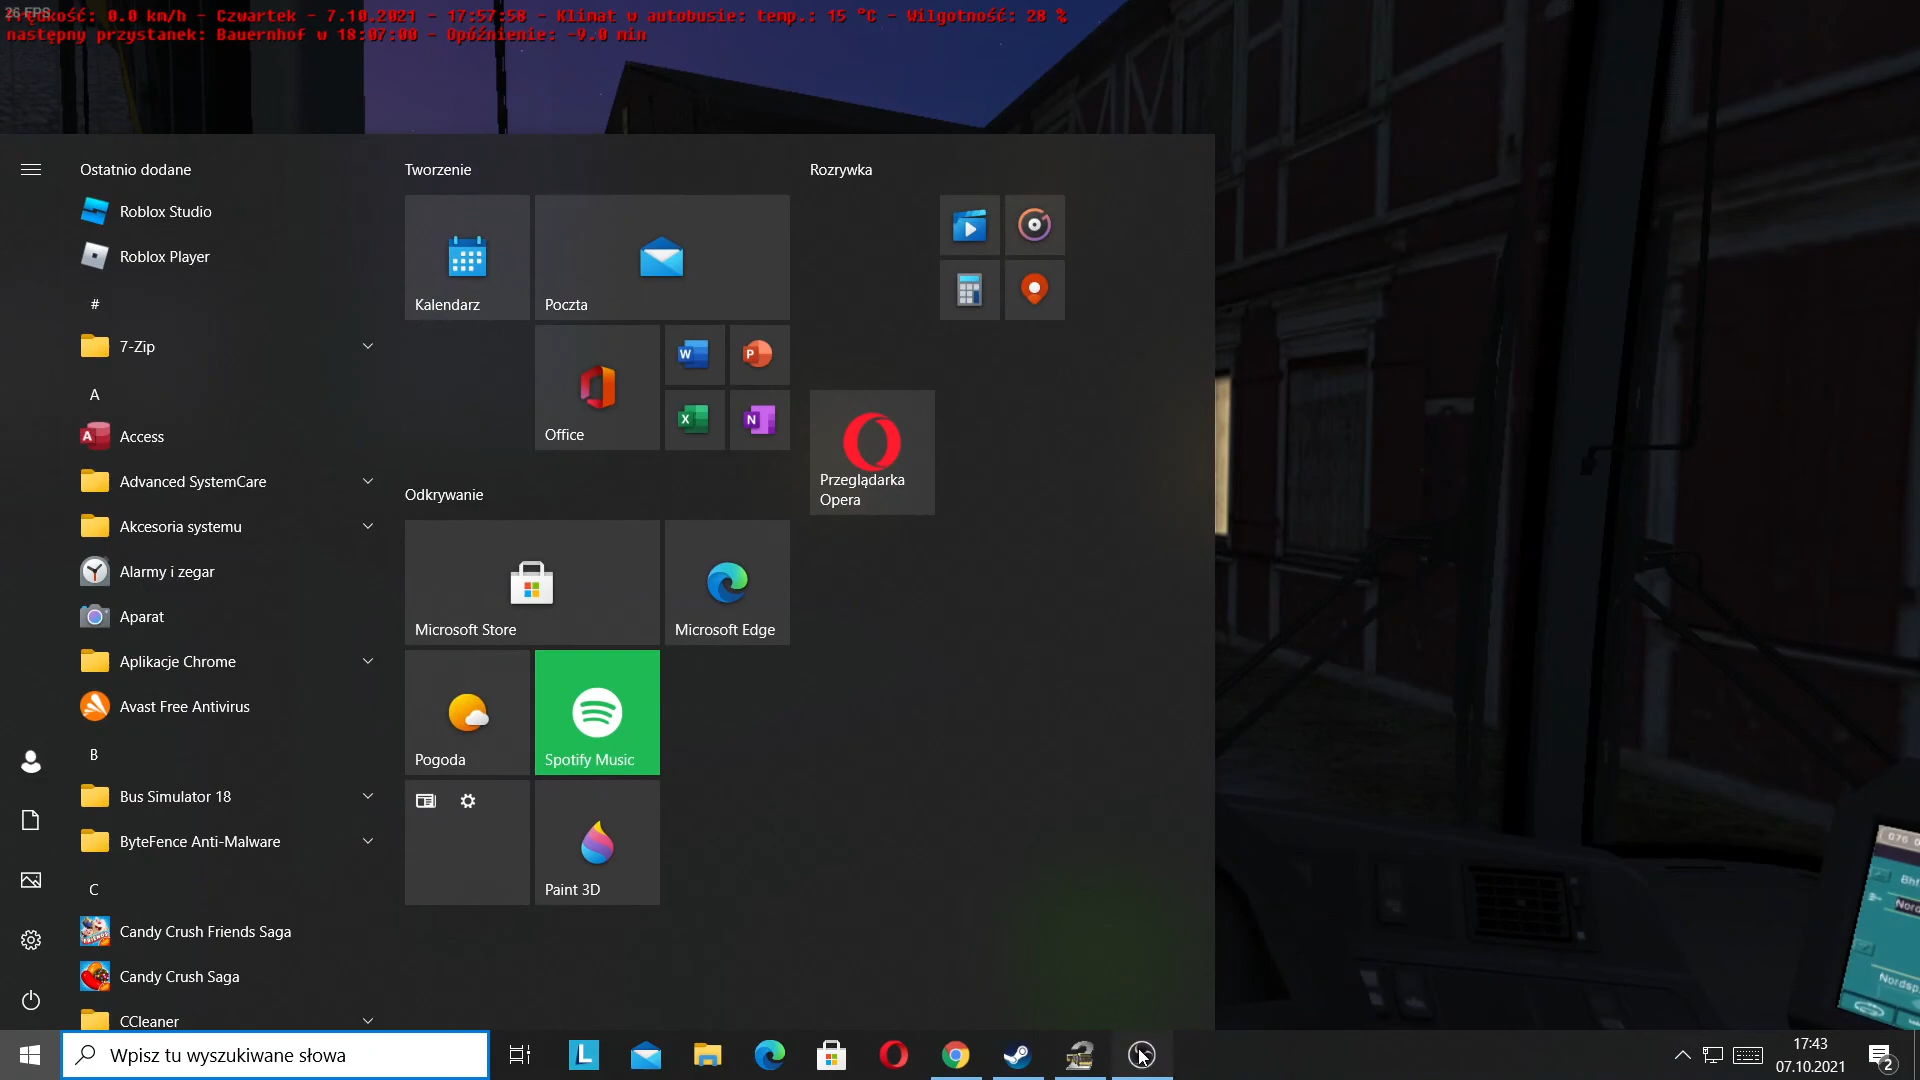 26 FPS
Prędkość: 0.0 km/h - Czwartek - 7.10.2021 - 17:57:58 - Klimat w autobusie: temp.: 15 °C - Wilgotność: 28 %
następny przystanek: Bauernhof w 18:07:00 - Opóźnienie: -9.0 min
Ostatnio dodane
Roblox Studio
Roblox Player
#
7-Zip
A
Access
Advanced SystemCare
Akcesoria systemu
Alarmy i zegar
Aparat
Aplikacje Chrome
Avast Free Antivirus
B
Bus Simulator 18
ByteFence Anti-Malware
C
Candy Crush Friends Saga
Candy Crush Saga
CCleaner
Tworzenie
Kalendarz
Poczta
Office
Odkrywanie
Microsoft Store
Microsoft Edge
Pogoda
Spotify Music
Paint 3D
Rozrywka
Przeglądarka
Opera
Bhf
Nord
Nordsp
Wpisz tu wyszukiwane słowa
17:43
07.10.2021
2